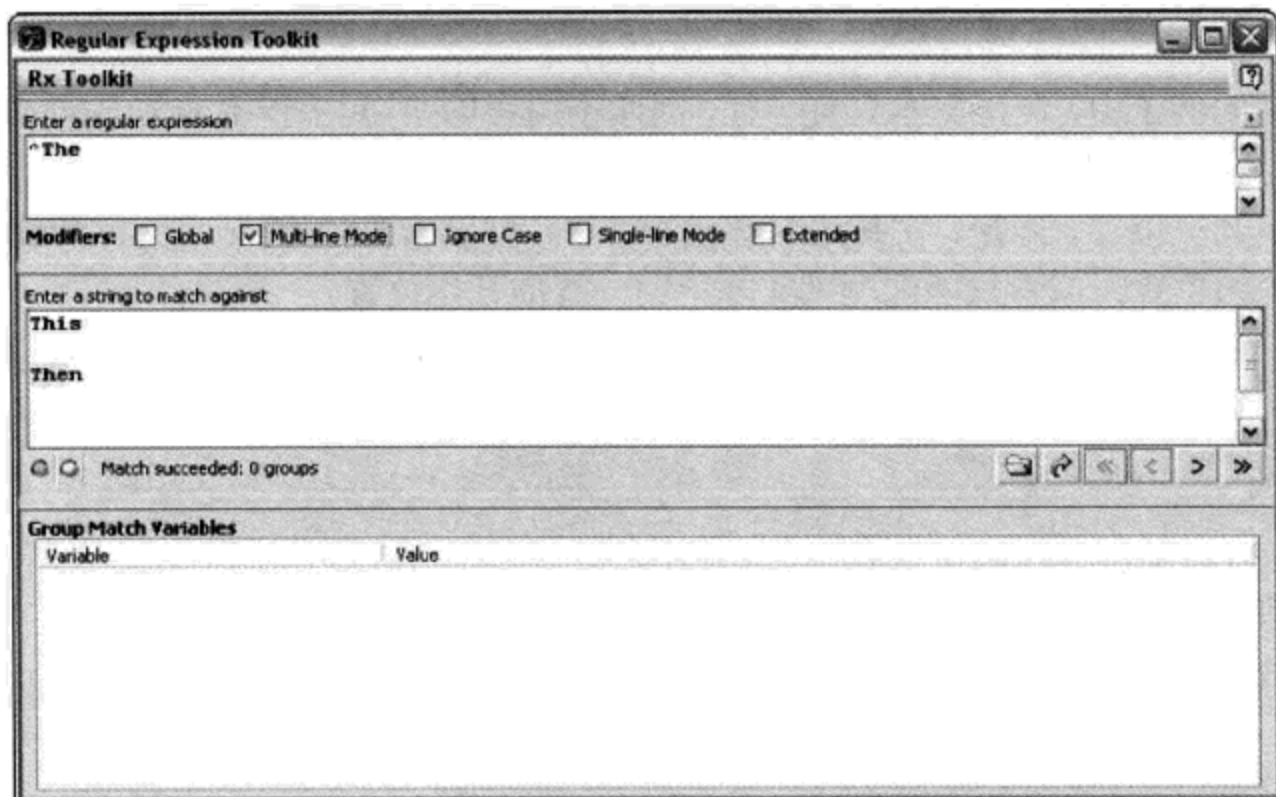 Regular Expression Toolkit
Rx Toolkit
Enter a regular expression
^The
Modifiers: Global Multi-line Mode Ignore Case Single-line Mode Extended
Enter a string to match against
This
Then
Match succeeded: 0 groups
Group Match Variables
Variable Value